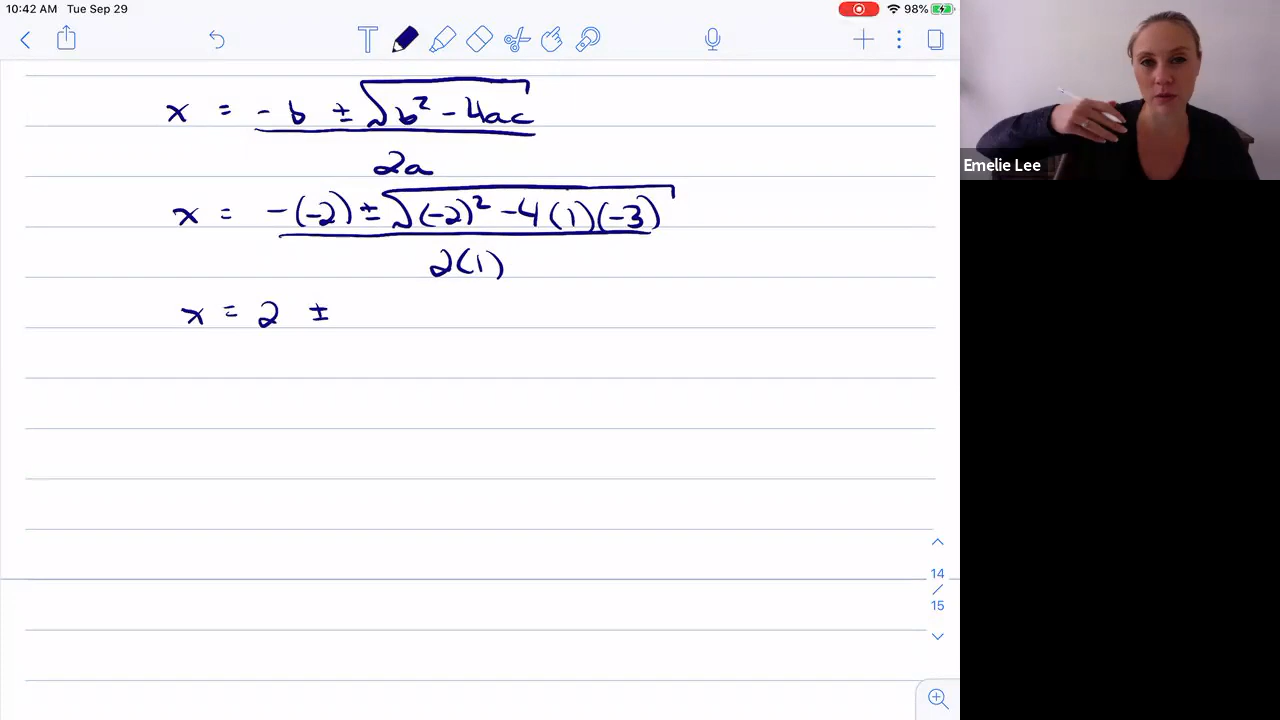 10:42 AM Tue Sep 29
98%
T
x = -b ± √b² - 4ac
2a
Emelie Lee
x = -(-2) ± √(-2)² - 4(1)(-3)
2(1)
x = 2 ±
14
/
15